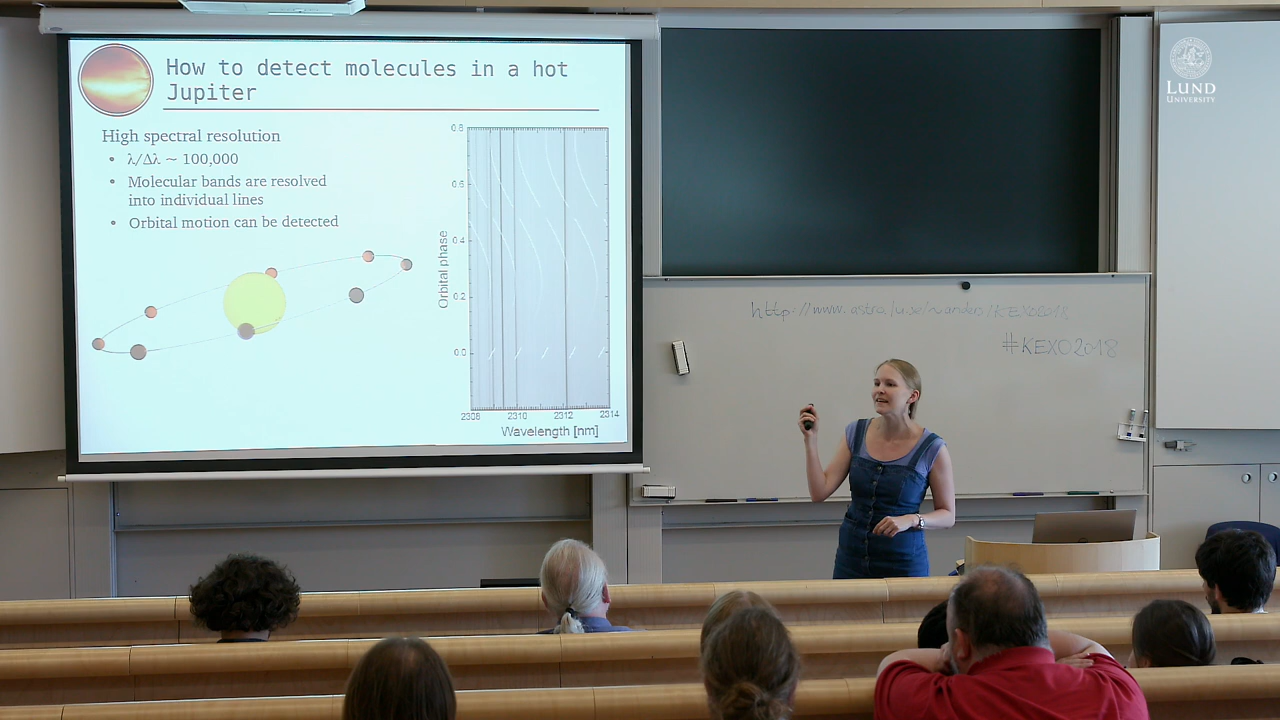 How to detect molecules in a hot
Jupiter
High spectral resolution
• λ/Δλ ~ 100,000
• Molecular bands are resolved
into individual lines
• Orbital motion can be detected
0.8
0.6
0.4
0.2
0.0
Orbital phase
2308 2310 2312 2314
Wavelength [nm]
#KEXO2018
LUND
UNIVERSITY